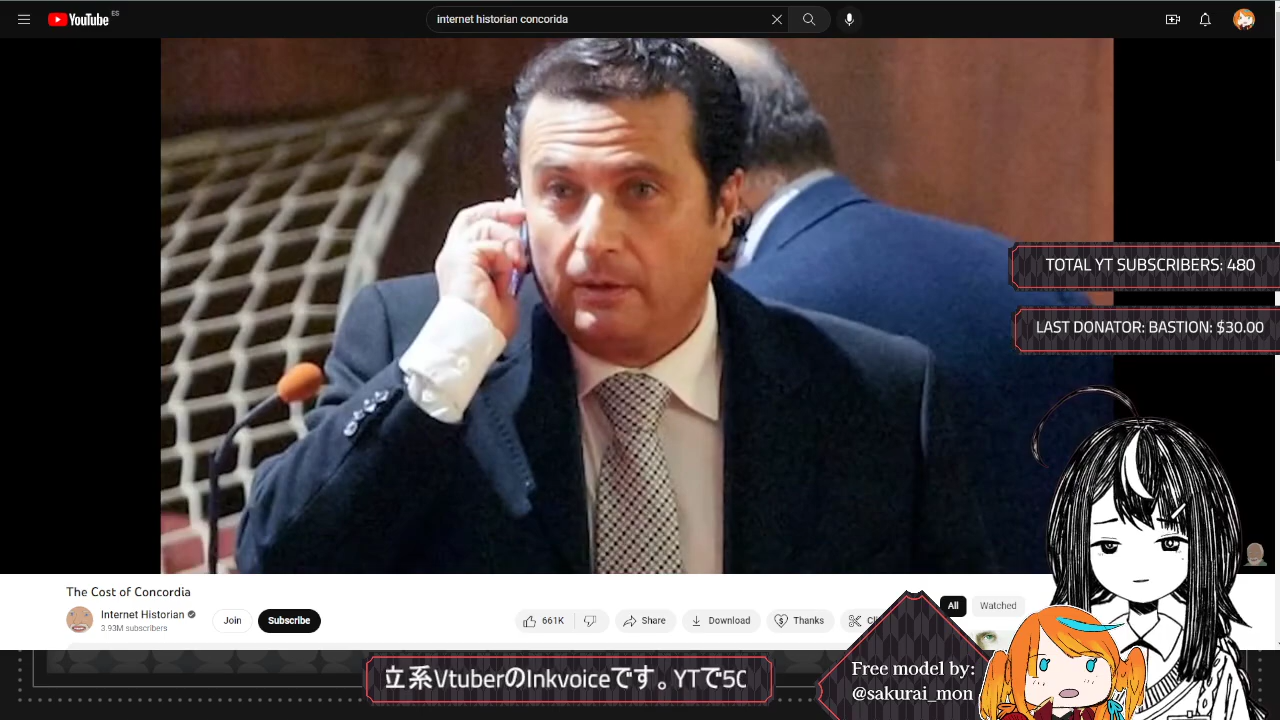 YouTube ES
internet historian concorida
TOTAL YT SUBSCRIBERS: 480
LAST DONATOR: BASTION: $30.00
The Cost of Concordia
Internet Historian
3.93M subscribers
Join
Subscribe
661K
Share
Download
Thanks
All
Watched
Free model by:
@sakurai_mon
立系VtuberのInkvoiceです。YTで50